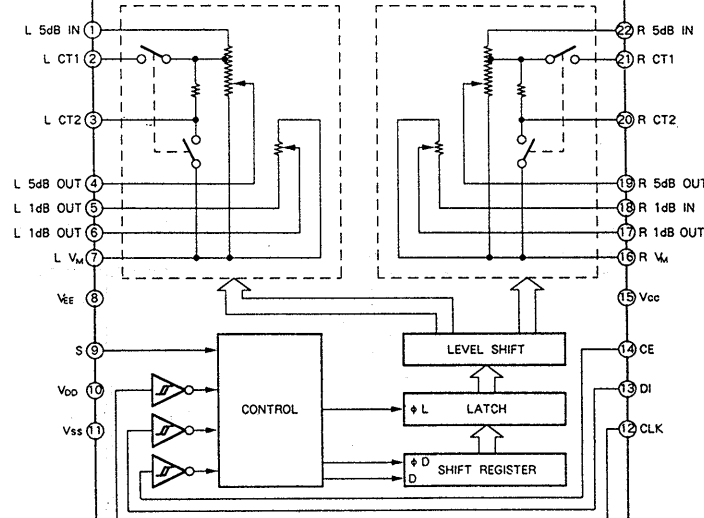 L 5dB IN 1
L CT1 2
L CT2 3
L 5dB OUT 4
L 1dB OUT 5
L 1dB OUT 6
L VM 7
VEE 8
S 9
VDD 10
VSS 11
22 R 5dB IN
21 R CT1
20 R CT2
19 R 5dB OUT
18 R 1dB IN
17 R 1dB OUT
16 R VM
15 Vcc
14 CE
13 DI
12 CLK
CONTROL
LEVEL SHIFT
φ L LATCH
φ D
D SHIFT REGISTER